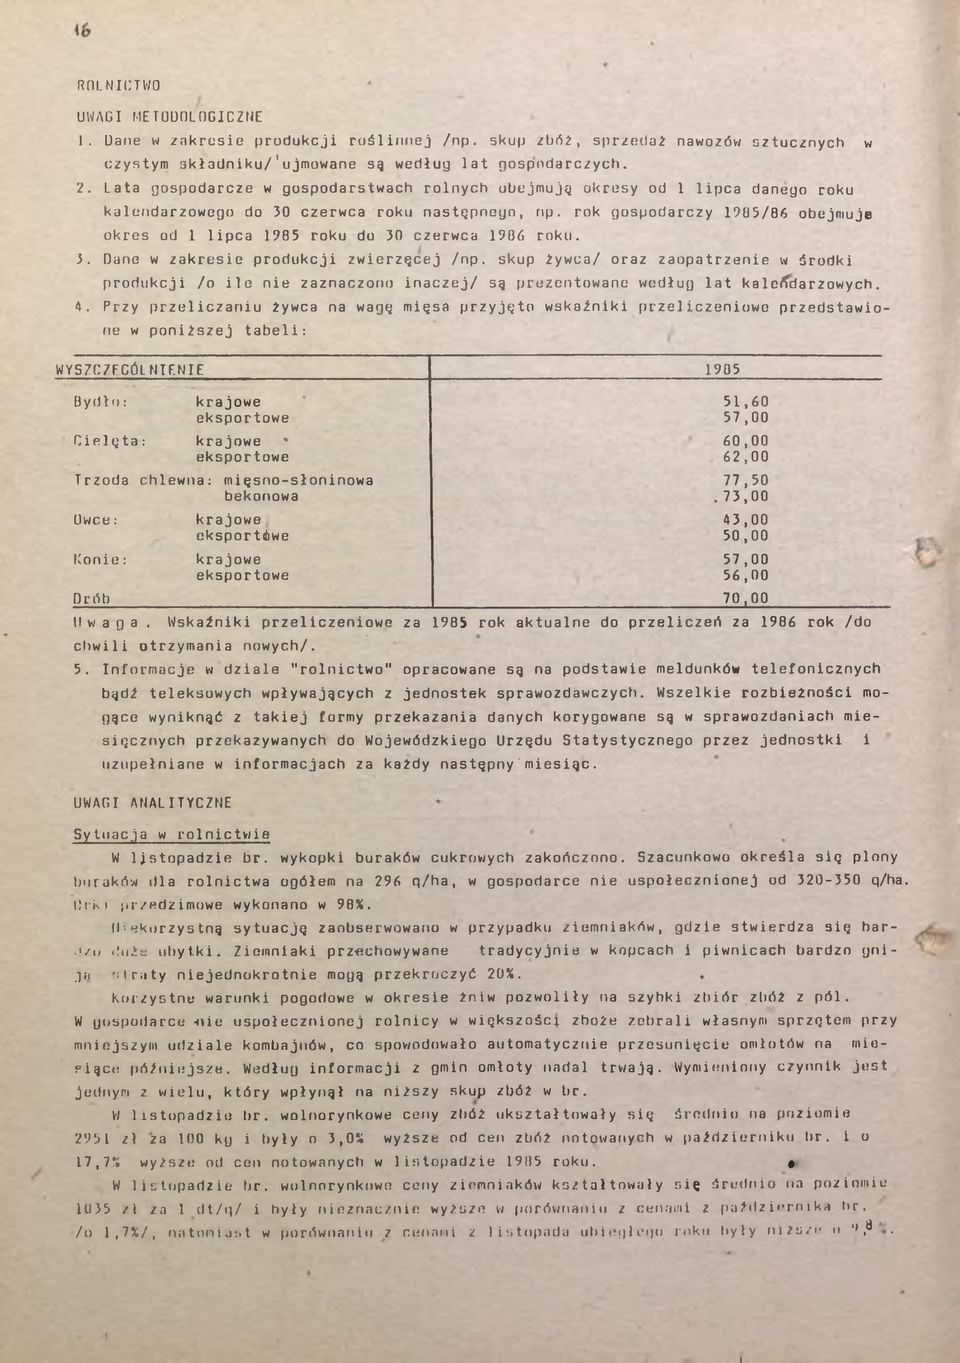 16
ROLNICTWO
UWAGI METODOLOGICZNE
1. Dane w zakresie produkcji roślinnej /np. skup zbóż, sprzedaż nawozów sztucznych w
czystym składniku/ ujmowane są według lat gospodarczych.
2. Lata gospodarcze w gospodarstwach rolnych obejmują okresy od 1 lipca danego roku
kalendarzowego do 30 czerwca roku następnego, np. rok gospodarczy 1985/86 obejmuje
okres od 1 lipca 1985 roku do 30 czerwca 1986 roku.
3. Dane w zakresie produkcji zwierzęcej /np. skup żywca/ oraz zaopatrzenie w środki
produkcji /o ile nie zaznaczono inaczej/ są prezentowane według lat kalendarzowych.
4. Przy przeliczaniu żywca na wagę mięsa przyjęto wskaźniki przeliczeniowe przedstawio-
ne w poniższej tabeli:
WYSZCZEGÓLNIENIE 1985
Bydło: krajowe 51,60
eksportowe 57,00
Cielęta: krajowe 60,00
eksportowe 62,00
Trzoda chlewna: mięsno-słoninowa 77,50
bekonowa 73,00
Owce: krajowe 43,00
eksportowe 50,00
Konie: krajowe 57,00
eksportowe 56,00
Drób 70,00
U w a g a . Wskaźniki przeliczeniowe za 1985 rok aktualne do przeliczeń za 1986 rok /do
chwili otrzymania nowych/.
5. Informacje w dziale "rolnictwo" opracowane są na podstawie meldunków telefonicznych
bądź teleksowych wpływających z jednostek sprawozdawczych. Wszelkie rozbieżności mo-
gące wyniknąć z takiej formy przekazania danych korygowane są w sprawozdaniach mie-
sięcznych przekazywanych do Wojewódzkiego Urzędu Statystycznego przez jednostki i
uzupełniane w informacjach za każdy następny miesiąc.
UWAGI ANALITYCZNE
Sytuacja w rolnictwie
W listopadzie br. wykopki buraków cukrowych zakończono. Szacunkowo określa się plony
buraków dla rolnictwa ogółem na 296 q/ha, w gospodarce nie uspołecznionej od 320-350 q/ha.
Orki przedzimowe wykonano w 98%.
Niekorzystną sytuację zaobserwowano w przypadku ziemniaków, gdzie stwierdza się bar-
dzo duże ubytki. Ziemniaki przechowywane tradycyjnie w kopcach i piwnicach bardzo gni-
ją straty niejednokrotnie mogą przekroczyć 20%.
Korzystne warunki pogodowe w okresie żniw pozwoliły na szybki zbiór zbóż z pól.
W gospodarce nie uspołecznionej rolnicy w większości zboże zebrali własnym sprzętem przy
mniejszym udziale kombajnów, co spowodowało automatycznie przesunięcie omłotów na mie-
siące późniejsze. Według informacji z gmin omłoty nadal trwają. Wymieniony czynnik jest
jednym z wielu, który wpłynął na niższy skup zbóż w br.
W listopadzie br. wolnorynkowe ceny zbóż ukształtowały się średnio na poziomie
2951 zł za 100 kg i były o 3,0% wyższe od cen zbóż notowanych w październiku br. i o
17,7% wyższe od cen notowanych w listopadzie 1985 roku.
W listopadzie br. wolnorynkowe ceny ziemniaków kształtowały się średnio na poziomie
1035 zł za 1 dt/q/ i były nieznacznie wyższe w porównaniu z cenami z października br.
/o 1,7%/, natomiast w porównaniu z cenami z listopada ubiegłego roku były niższe o